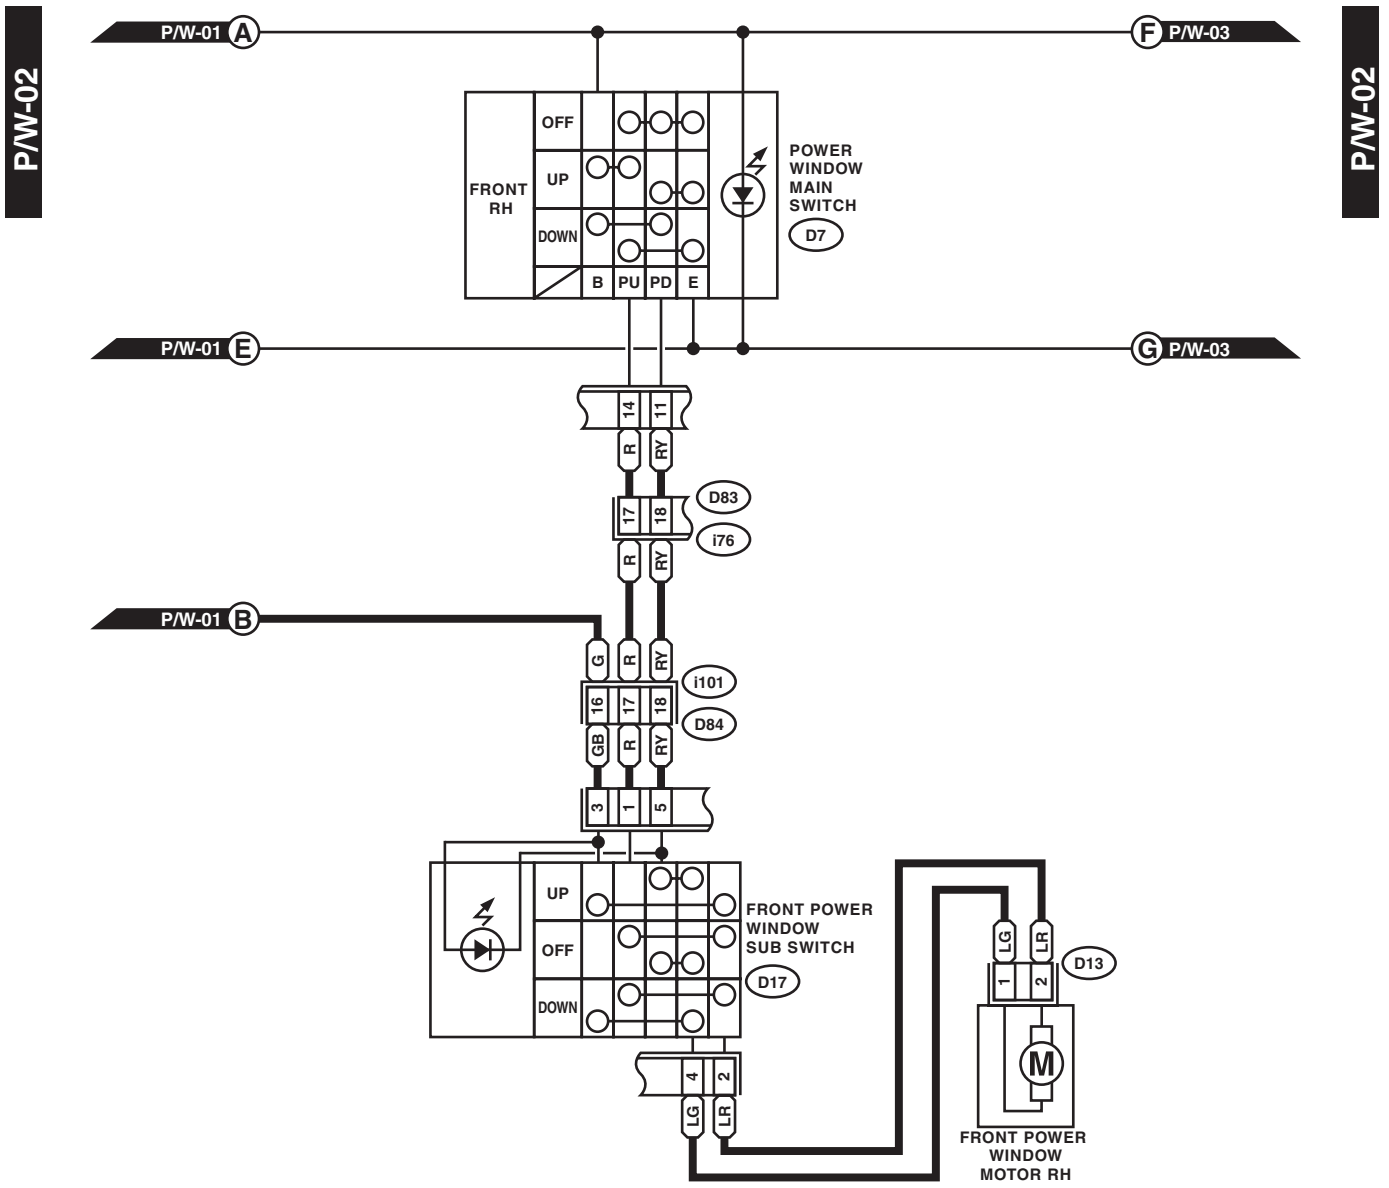 P/W-02
P/W-02
P/W-01 A
F P/W-03
FRONT
RH
OFF
UP
DOWN
B PU PD E
POWER
WINDOW
MAIN
SWITCH
D7
P/W-01 E
G P/W-03
14 11
R RY
17 18
D83
i76
R RY
P/W-01 B
G R RY
i101
16 17 18
D84
GB R RY
3 1 5
UP
OFF
DOWN
FRONT POWER
WINDOW
SUB SWITCH
D17
4 2
LG LR
LG LR
1 2
D13
M
FRONT POWER
WINDOW
MOTOR RH